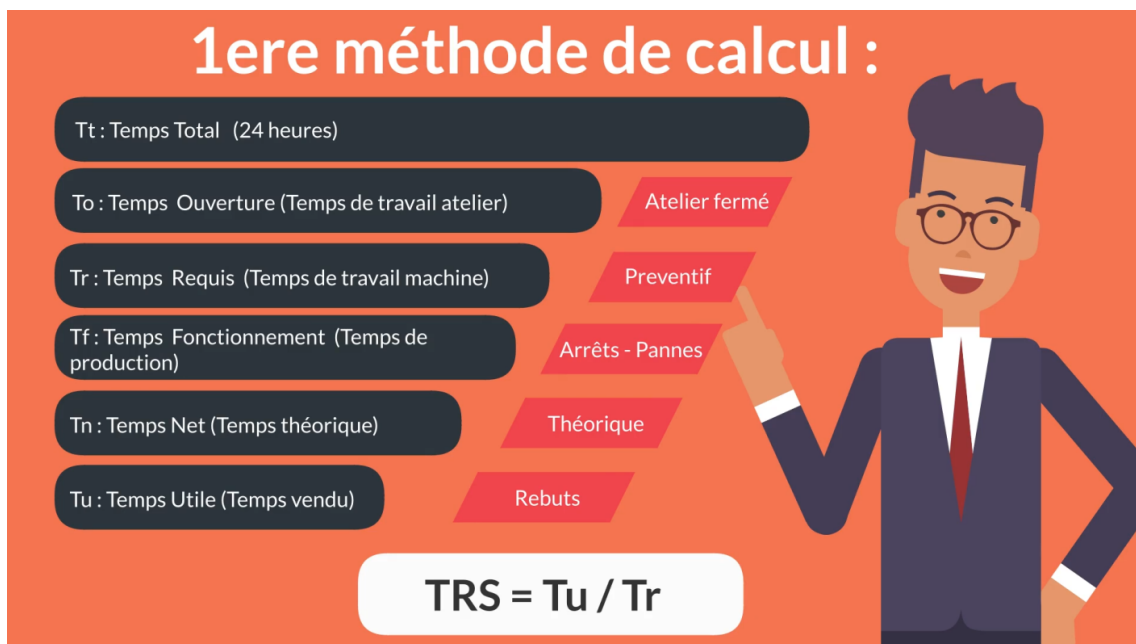 1ere méthode de calcul :
Tt : Temps Total (24 heures)
To : Temps Ouverture (Temps de travail atelier)
Atelier fermé
Tr : Temps Requis (Temps de travail machine)
Preventif
Tf : Temps Fonctionnement (Temps de
production)
Arrêts - Pannes
Tn : Temps Net (Temps théorique)
Théorique
Tu : Temps Utile (Temps vendu)
Rebuts
TRS = Tu / Tr